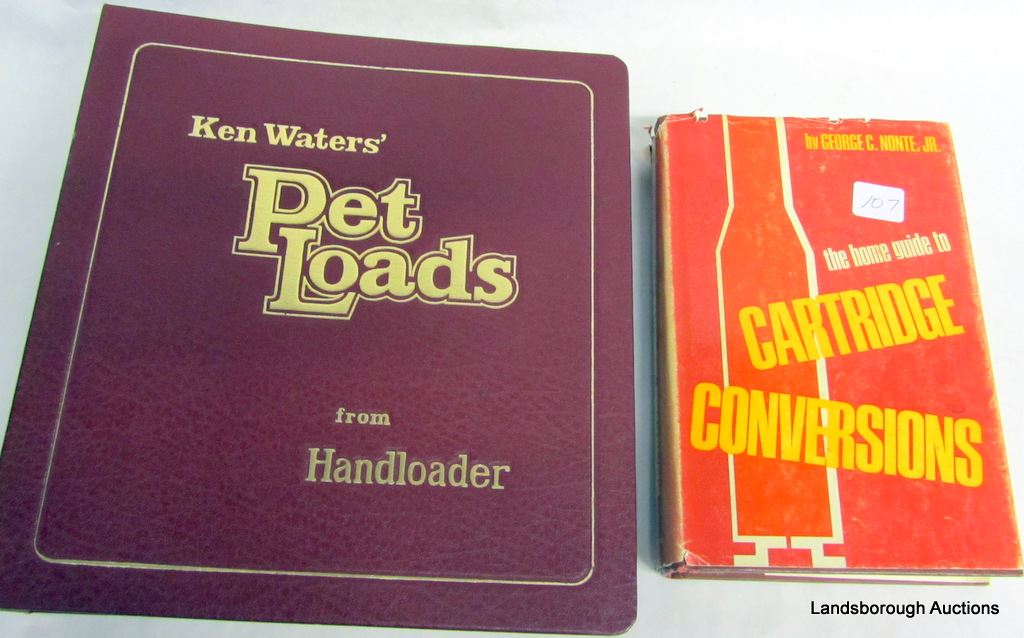 Ken Waters'
Pet
Loads
from
Handloader
by GEORGE C. NONTE, JR.
107
the home guide to
CARTRIDGE
CONVERSIONS
Landsborough Auctions